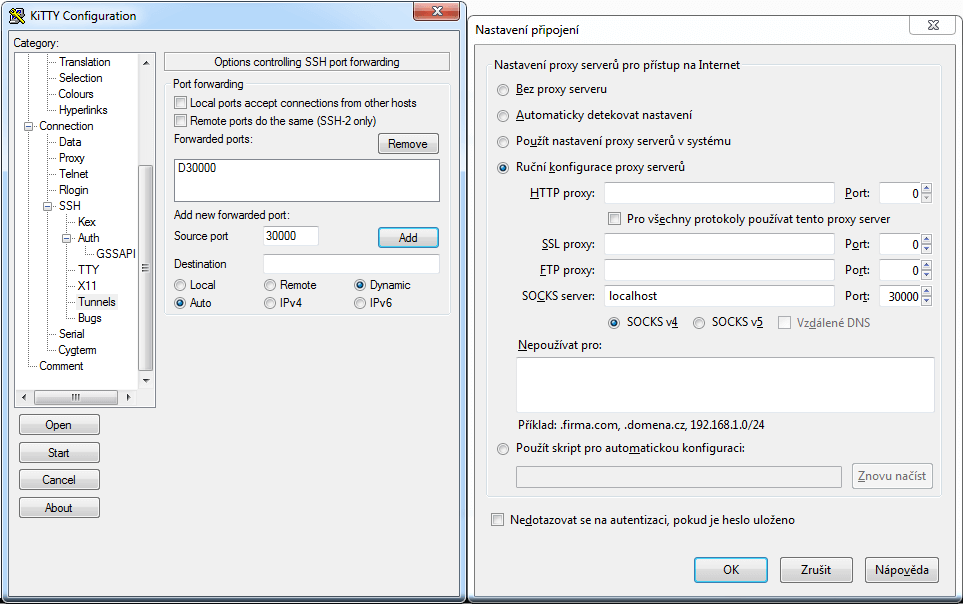 KiTTY Configuration
Category:
Translation
Selection
Colours
Hyperlinks
Connection
Data
Proxy
Telnet
Rlogin
SSH
Kex
Auth
GSSAPI
TTY
X11
Tunnels
Bugs
Serial
Cygterm
Comment
Open
Start
Cancel
About
Options controlling SSH port forwarding
Port forwarding
Local ports accept connections from other hosts
Remote ports do the same (SSH-2 only)
Forwarded ports:
Remove
D30000
Add new forwarded port:
Source port 30000 Add
Destination
Local Remote Dynamic
Auto IPv4 IPv6
Nastavení připojení
Nastavení proxy serverů pro přístup na Internet
Bez proxy serveru
Automaticky detekovat nastavení
Použít nastavení proxy serverů v systému
Ruční konfigurace proxy serverů
HTTP proxy: Port: 0
Pro všechny protokoly používat tento proxy server
SSL proxy: Port: 0
FTP proxy: Port: 0
SOCKS server: localhost Port: 30000
SOCKS v4 SOCKS v5 Vzdálené DNS
Nepoužívat pro:
Příklad: .firma.com, .domena.cz, 192.168.1.0/24
Použít skript pro automatickou konfiguraci:
Znovu načíst
Nedotazovat se na autentizaci, pokud je heslo uloženo
OK Zrušit Nápověda